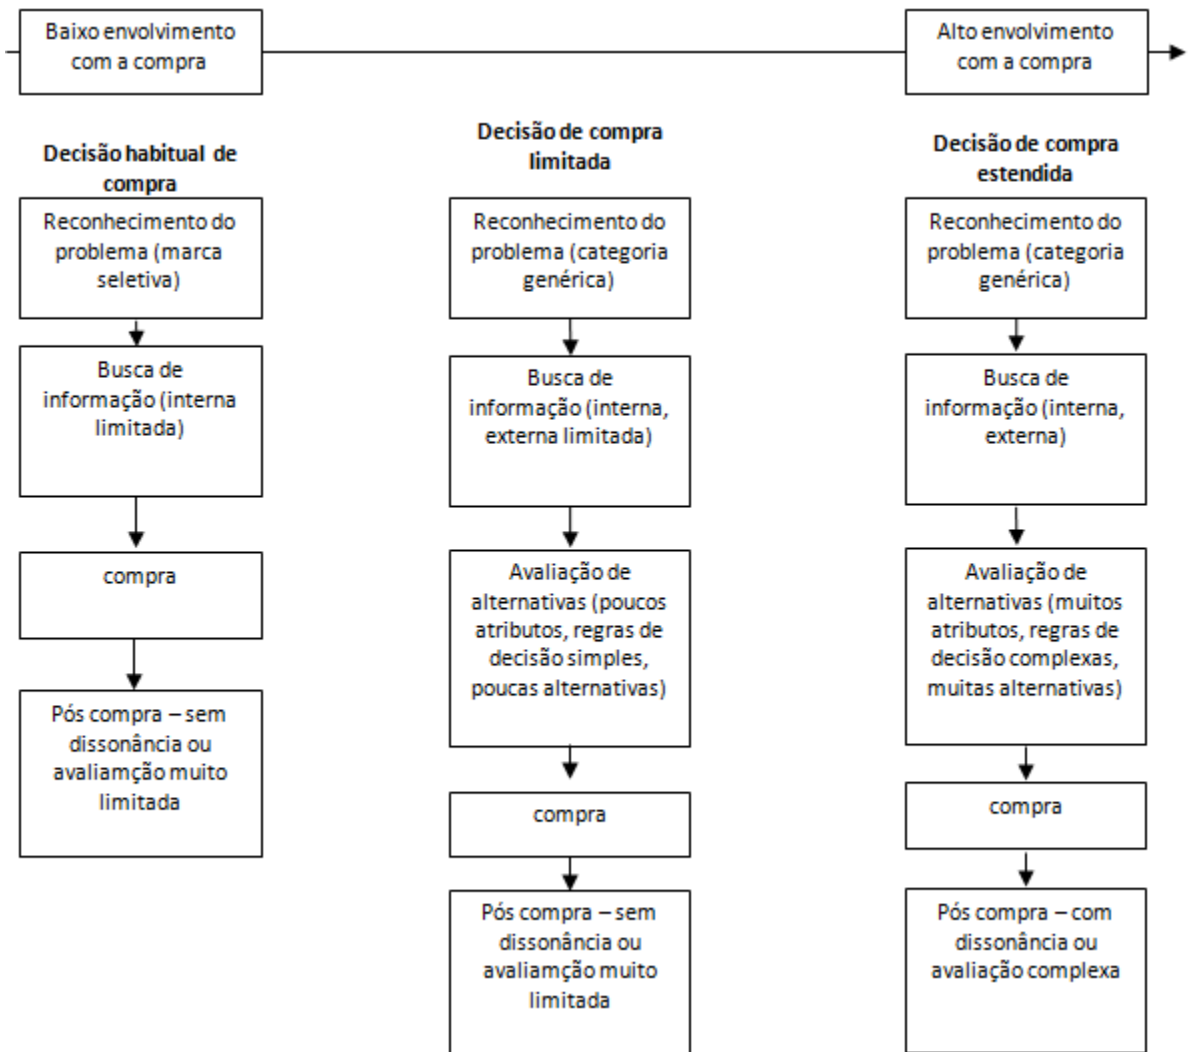 Baixo envolvimento
com a compra
Alto envolvimento
com a compra
Decisão habitual de
compra
Reconhecimento do
problema (marca
seletiva)
Busca de
informação (interna
limitada)
compra
Pós compra – sem
dissonância ou
avaliamção muito
limitada
Decisão de compra
limitada
Reconhecimento do
problema (categoria
genérica)
Busca de
informação (interna,
externa limitada)
Avaliação de
alternativas (poucos
atributos, regras de
decisão simples,
poucas alternativas)
compra
Pós compra – sem
dissonância ou
avaliamção muito
limitada
Decisão de compra
estendida
Reconhecimento do
problema (categoria
genérica)
Busca de
informação (interna,
externa)
Avaliação de
alternativas (muitos
atributos, regras de
decisão complexas,
muitas alternativas)
compra
Pós compra – com
dissonância ou
avaliação complexa